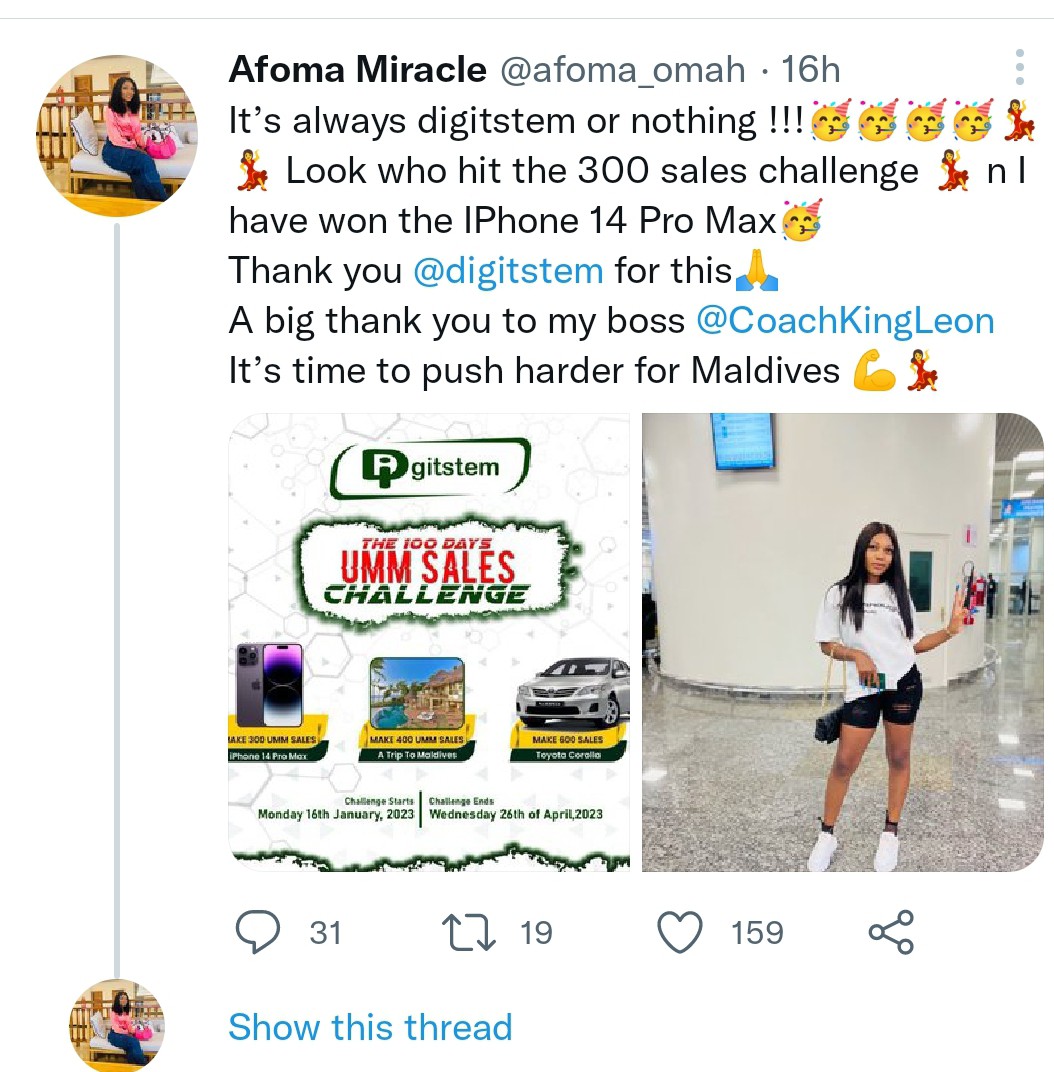 Afoma Miracle @afoma_omah · 16h
It’s always digitstem or nothing !!!🥳🥳🥳🥳💃
💃 Look who hit the 300 sales challenge 💃 n I
have won the IPhone 14 Pro Max🥳
Thank you @digitstem for this🙏
A big thank you to my boss @CoachKingLeon
It’s time to push harder for Maldives 💪💃
Digitstem
THE 100 DAYS
UMM SALES
CHALLENGE
AKE 300 UMM SALES
iPhone 14 Pro Max
MAKE 400 UMM SALES
A Trip To Maldives
MAKE 600 SALES
Toyota Corolla
Challenge Starts
Monday 16th January, 2023
Challenge Ends
Wednesday 26th of April,2023
31 19 159
Show this thread